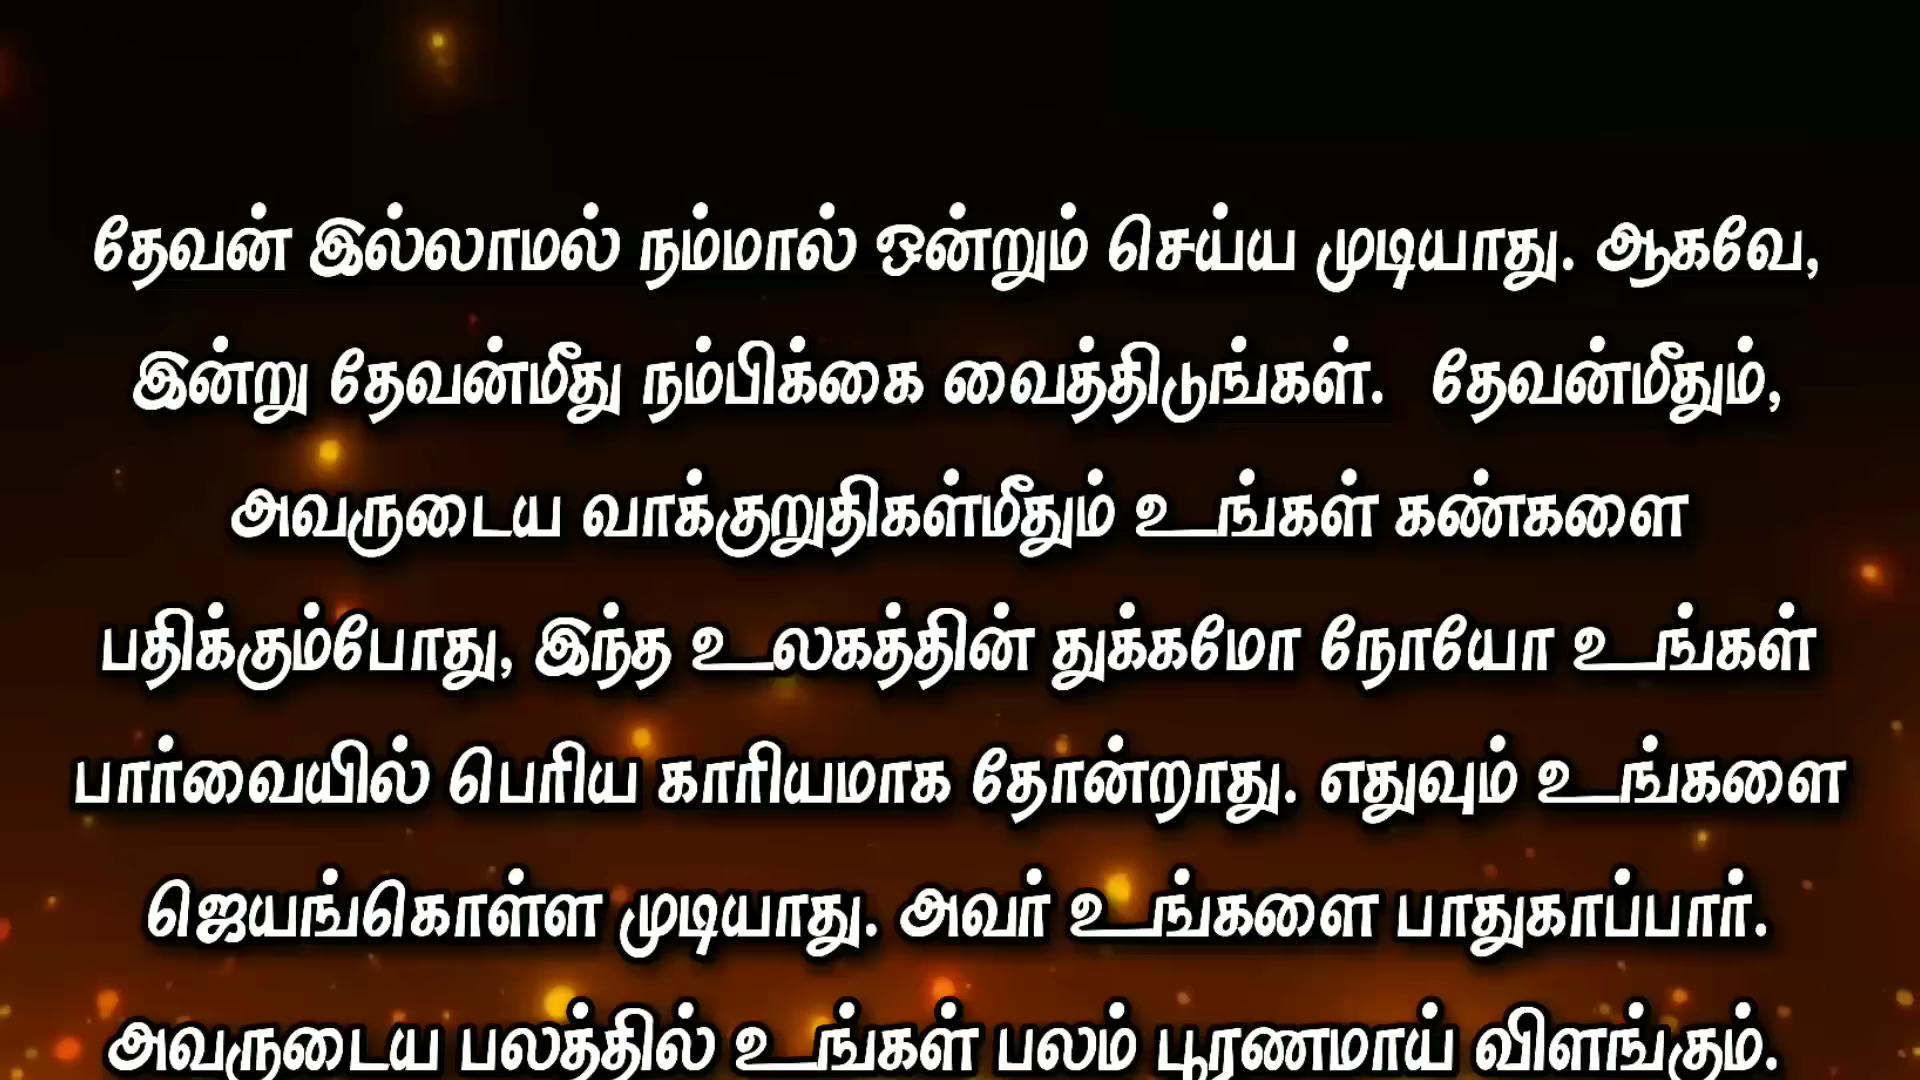 தேவன் இல்லாமல் நம்மால் ஒன்றும் செய்ய முடியாது. ஆகவே,
இன்று தேவன்மீது நம்பிக்கை வைத்திடுங்கள். தேவன்மீதும்,
அவருடைய வாக்குறுதிகள்மீதும் உங்கள் கண்களை
பதிக்கும்போது, இந்த உலகத்தின் துக்கமோ நோயோ உங்கள்
பார்வையில் பெரிய காரியமாக தோன்றாது. எதுவும் உங்களை
ஜெயங்கொள்ள முடியாது. அவர் உங்களை பாதுகாப்பார்.
அவருடைய பலத்தில் உங்கள் பலம் பூரணமாய் விளங்கும்.